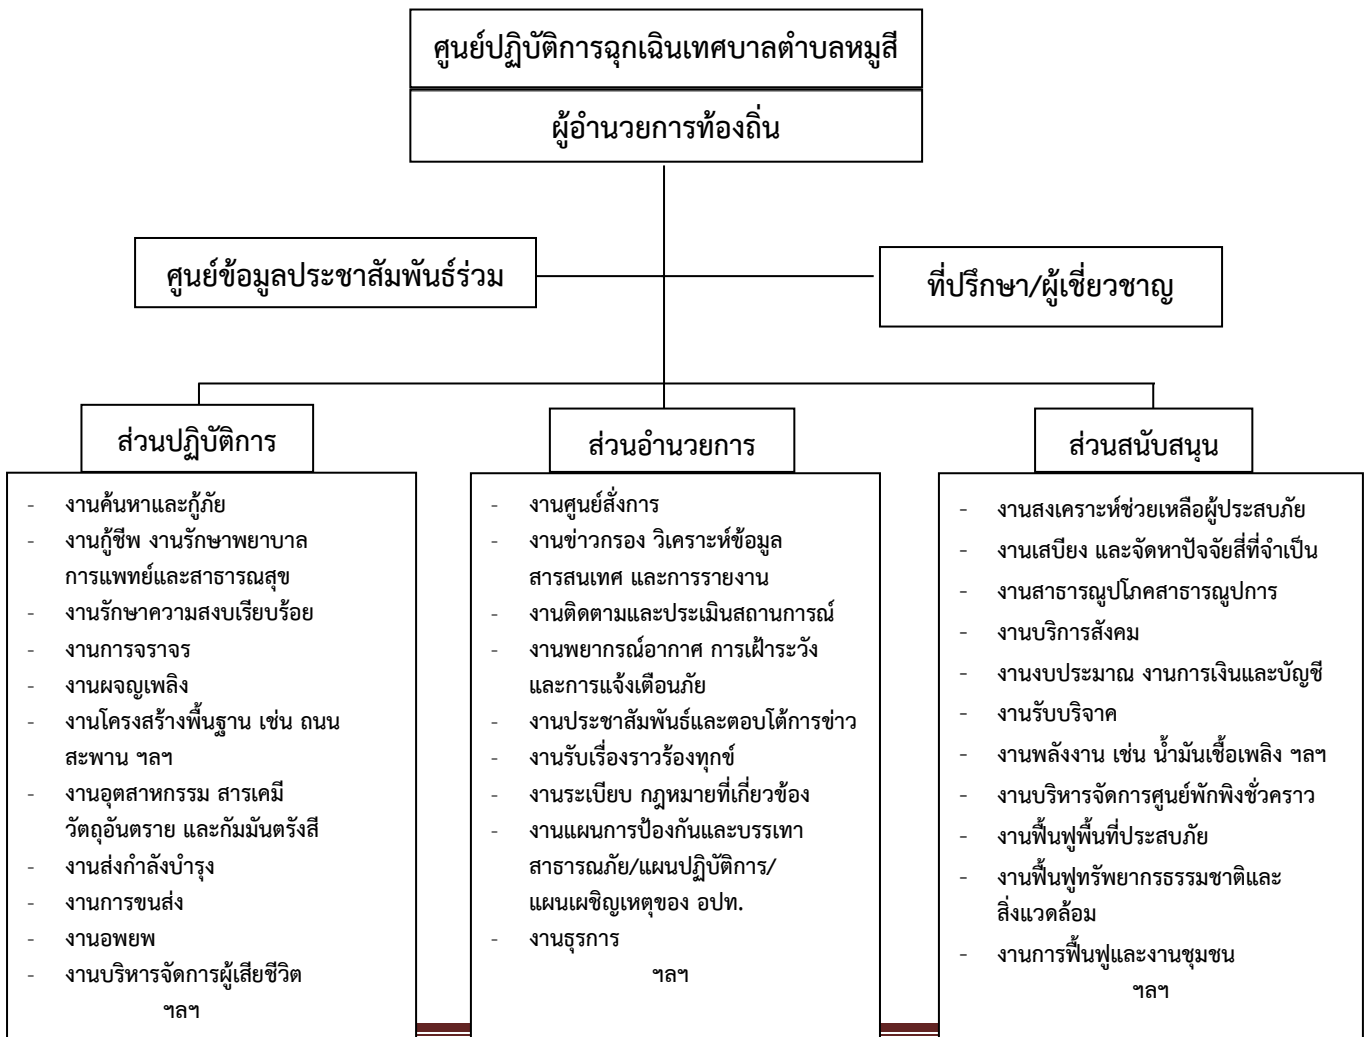 ศูนย์ปฏิบัติการฉุกเฉินเทศบาลตำบลหมูสี
ผู้อำนวยการท้องถิ่น
ศูนย์ข้อมูลประชาสัมพันธ์ร่วม
ที่ปรึกษา/ผู้เชี่ยวชาญ
ส่วนปฏิบัติการ
- งานค้นหาและกู้ภัย
- งานกู้ชีพ งานรักษาพยาบาล
การแพทย์และสาธารณสุข
- งานรักษาความสงบเรียบร้อย
- งานการจราจร
- งานผจญเพลิง
- งานโครงสร้างพื้นฐาน เช่น ถนน
สะพาน ฯลฯ
- งานอุตสาหกรรม สารเคมี
วัตถุอันตราย และกัมมันตรังสี
- งานส่งกำลังบำรุง
- งานการขนส่ง
- งานอพยพ
- งานบริหารจัดการผู้เสียชีวิต
ฯลฯ
ส่วนอำนวยการ
- งานศูนย์สั่งการ
- งานข่าวกรอง วิเคราะห์ข้อมูล
สารสนเทศ และการรายงาน
- งานติดตามและประเมินสถานการณ์
- งานพยากรณ์อากาศ การเฝ้าระวัง
และการแจ้งเตือนภัย
- งานประชาสัมพันธ์และตอบโต้การข่าว
- งานรับเรื่องราวร้องทุกข์
- งานระเบียบ กฎหมายที่เกี่ยวข้อง
- งานแผนการป้องกันและบรรเทา
สาธารณภัย/แผนปฏิบัติการ/
แผนเผชิญเหตุของ อปท.
- งานธุรการ
ฯลฯ
ส่วนสนับสนุน
- งานสงเคราะห์ช่วยเหลือผู้ประสบภัย
- งานเสบียง และจัดหาปัจจัยสี่ที่จำเป็น
- งานสาธารณูปโภคสาธารณูปการ
- งานบริการสังคม
- งานงบประมาณ งานการเงินและบัญชี
- งานรับบริจาค
- งานพลังงาน เช่น น้ำมันเชื้อเพลิง ฯลฯ
- งานบริหารจัดการศูนย์พักพิงชั่วคราว
- งานฟื้นฟูพื้นที่ประสบภัย
- งานฟื้นฟูทรัพยากรธรรมชาติและ
สิ่งแวดล้อม
- งานการฟื้นฟูและงานชุมชน
ฯลฯ